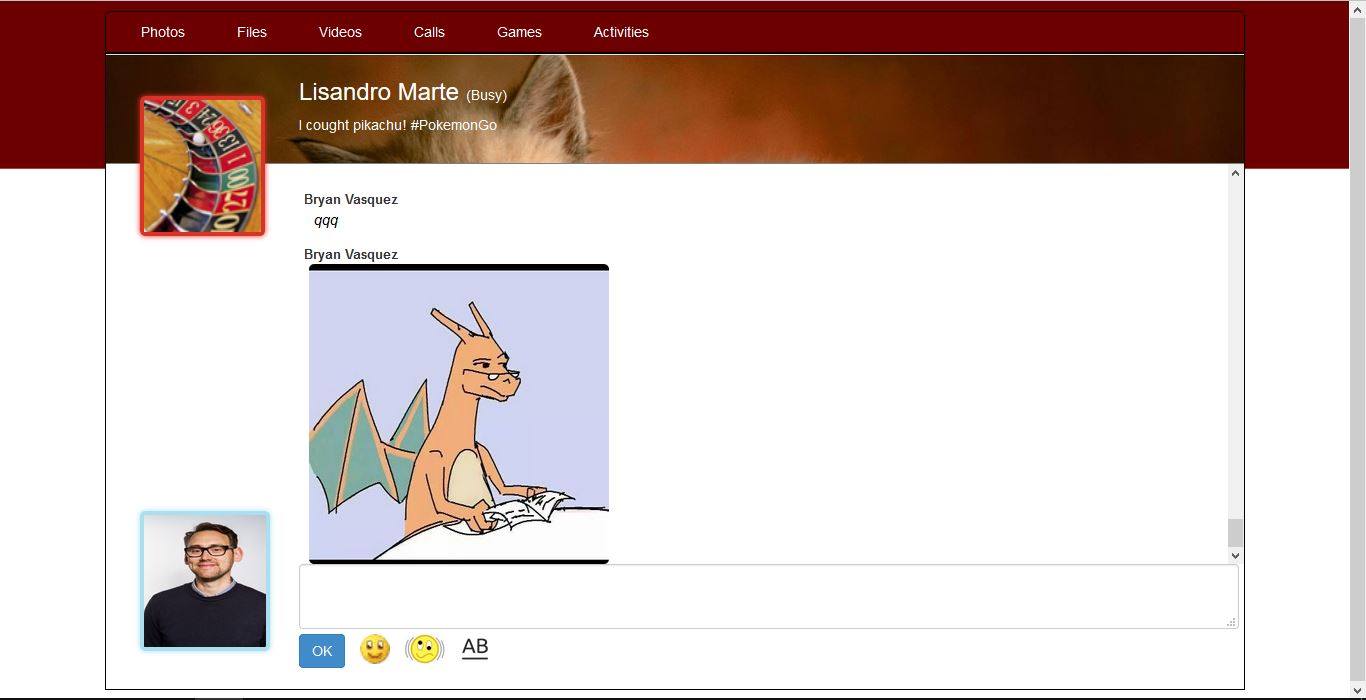 Photos Files Videos Calls Games Activities
Lisandro Marte (Busy)
I cought pikachu! #PokemonGo
Bryan Vasquez
qqq
Bryan Vasquez
OK AB